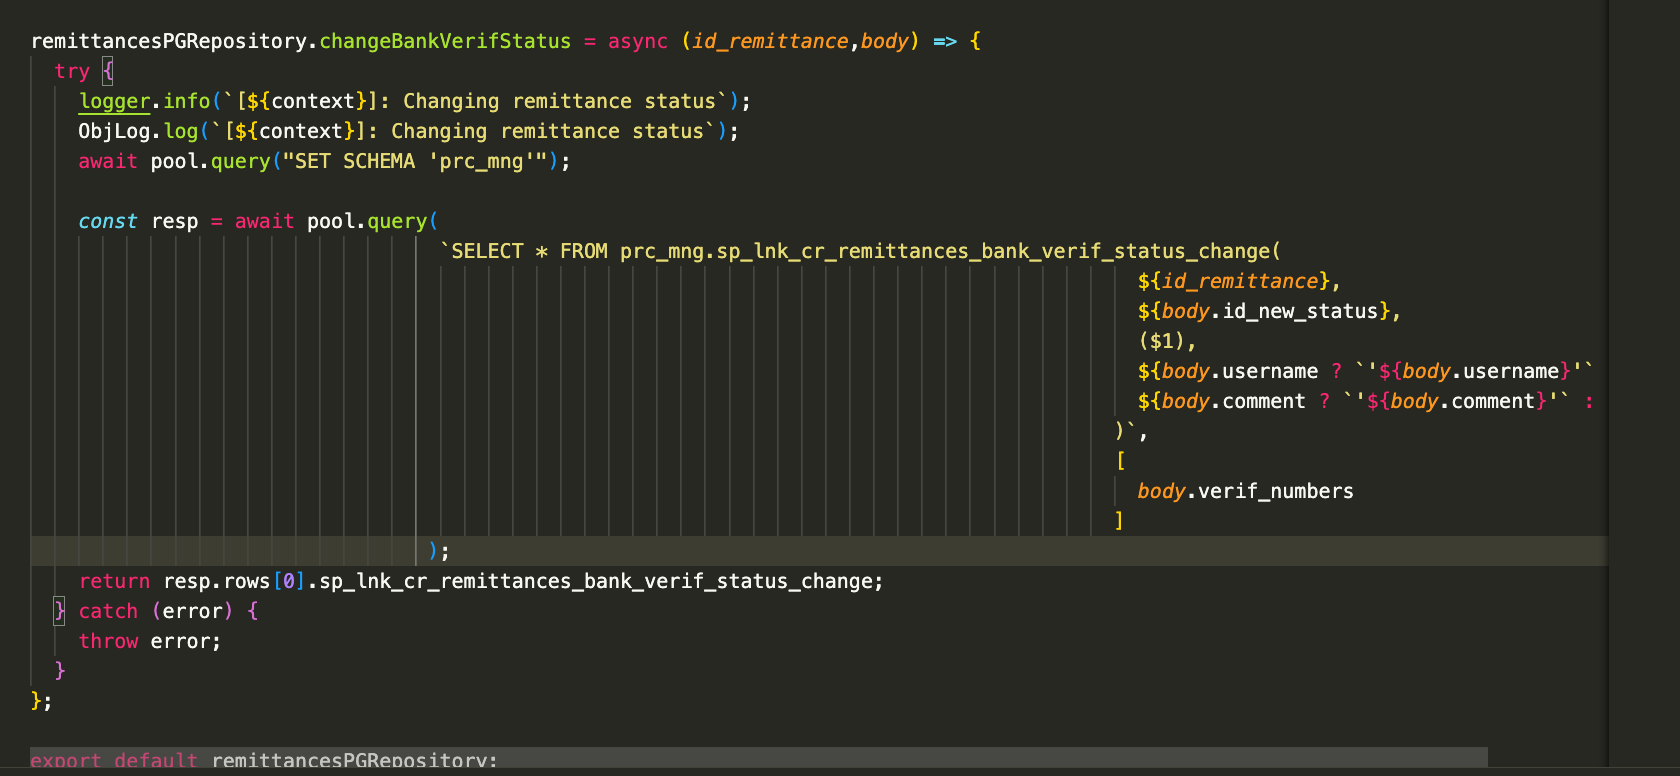 remittancesPGRepository.changeBankVerifStatus = async (id_remittance,body) => {
try {
logger.info(`[${context}]: Changing remittance status`);
ObjLog.log(`[${context}]: Changing remittance status`);
await pool.query("SET SCHEMA 'prc_mng'");
const resp = await pool.query(
`SELECT * FROM prc_mng.sp_lnk_cr_remittances_bank_verif_status_change(
${id_remittance},
${body.id_new_status},
($1),
${body.username ? `'${body.username}'`
${body.comment ? `'${body.comment}'` :
)`,
[
body.verif_numbers
]
);
return resp.rows[0].sp_lnk_cr_remittances_bank_verif_status_change;
} catch (error) {
throw error;
}
};
export default remittancesPGRepository;